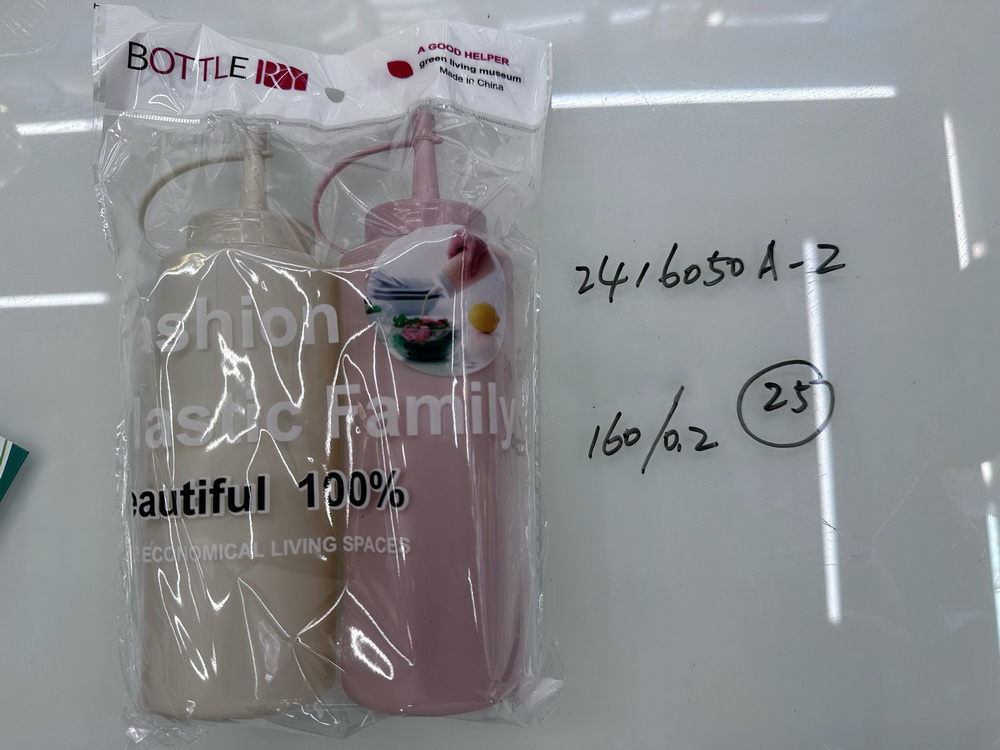 BOTTLE
A GOOD HELPER
green living museum
Made in China
ashion
lastic Family
eautiful 100%
ECONOMICAL LIVING SPACES
2416050A-2
160/0.2 25